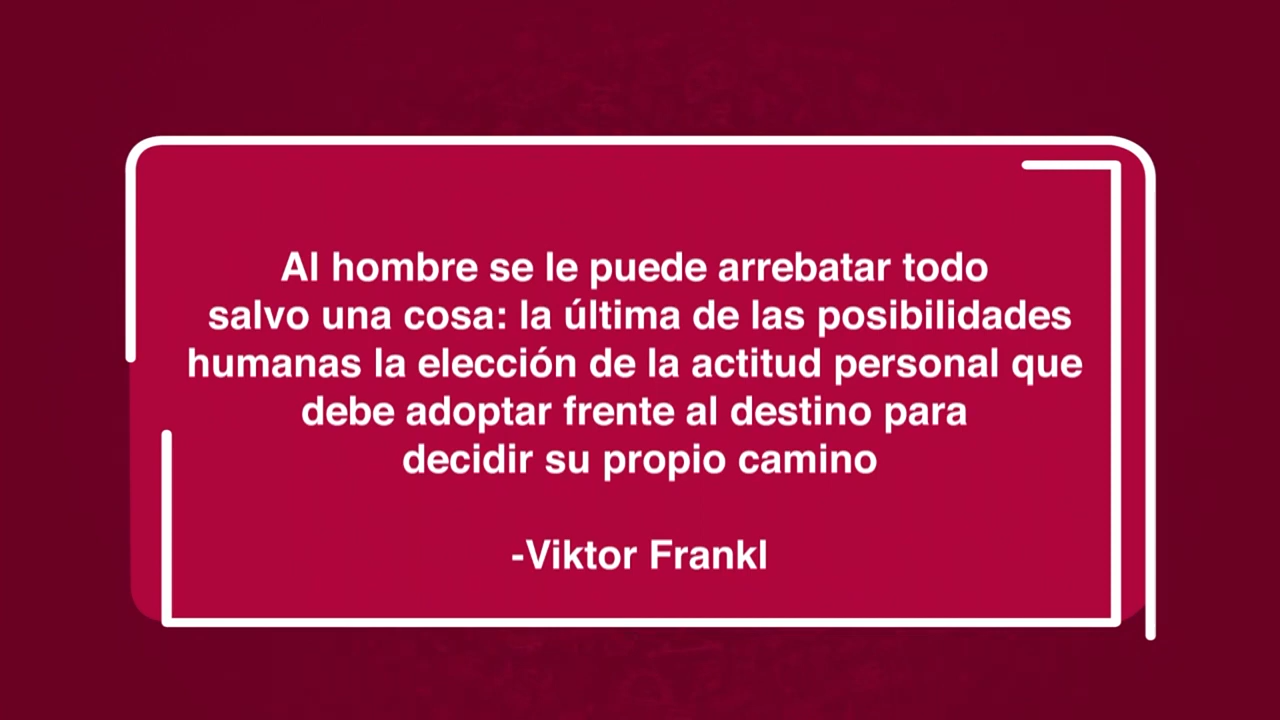 Al hombre se le puede arrebatar todo
salvo una cosa: la última de las posibilidades
humanas la elección de la actitud personal que
debe adoptar frente al destino para
decidir su propio camino
-Viktor Frankl